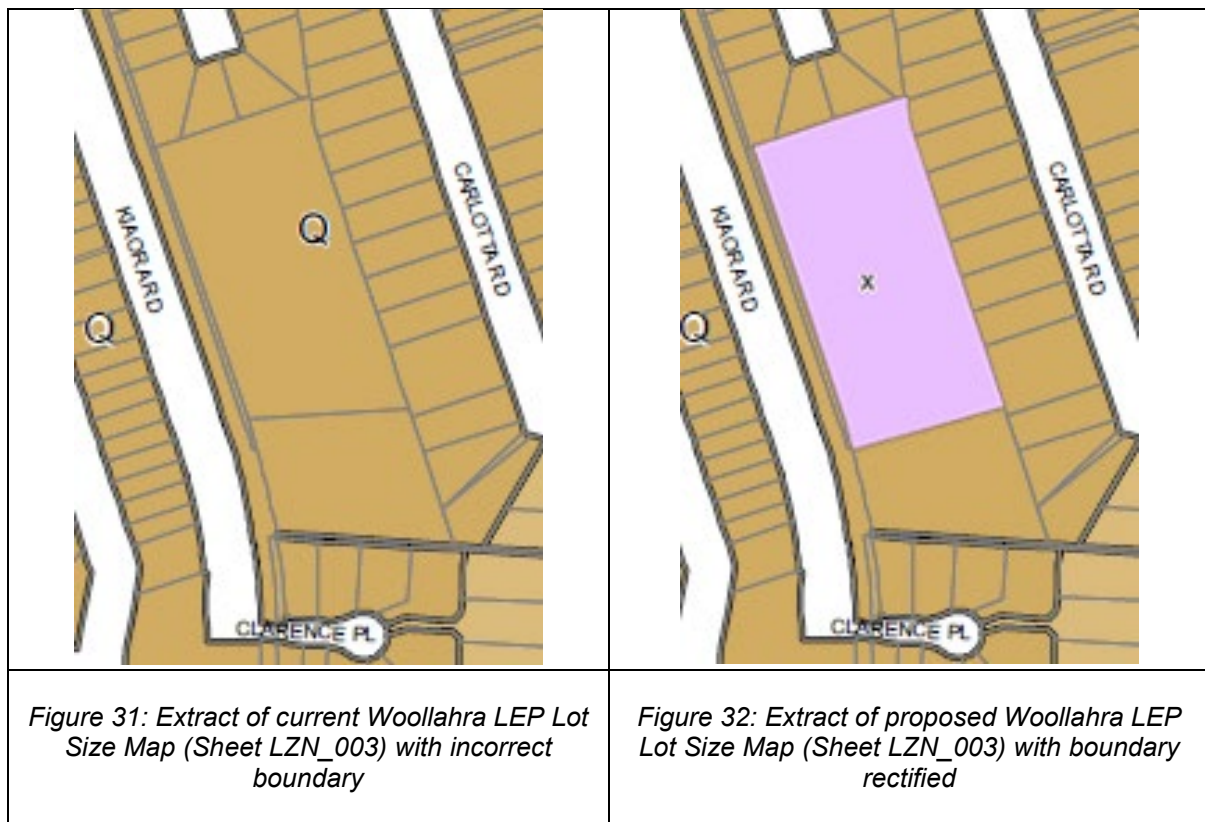 Q
Q
KIAORA RD
CARLOTTA RD
CLARENCE PL
Q
X
KIAORA RD
CARLOTTA RD
CLARENCE PL
Figure 31: Extract of current Woollahra LEP Lot
Size Map (Sheet LZN_003) with incorrect
boundary
Figure 32: Extract of proposed Woollahra LEP
Lot Size Map (Sheet LZN_003) with boundary
rectified